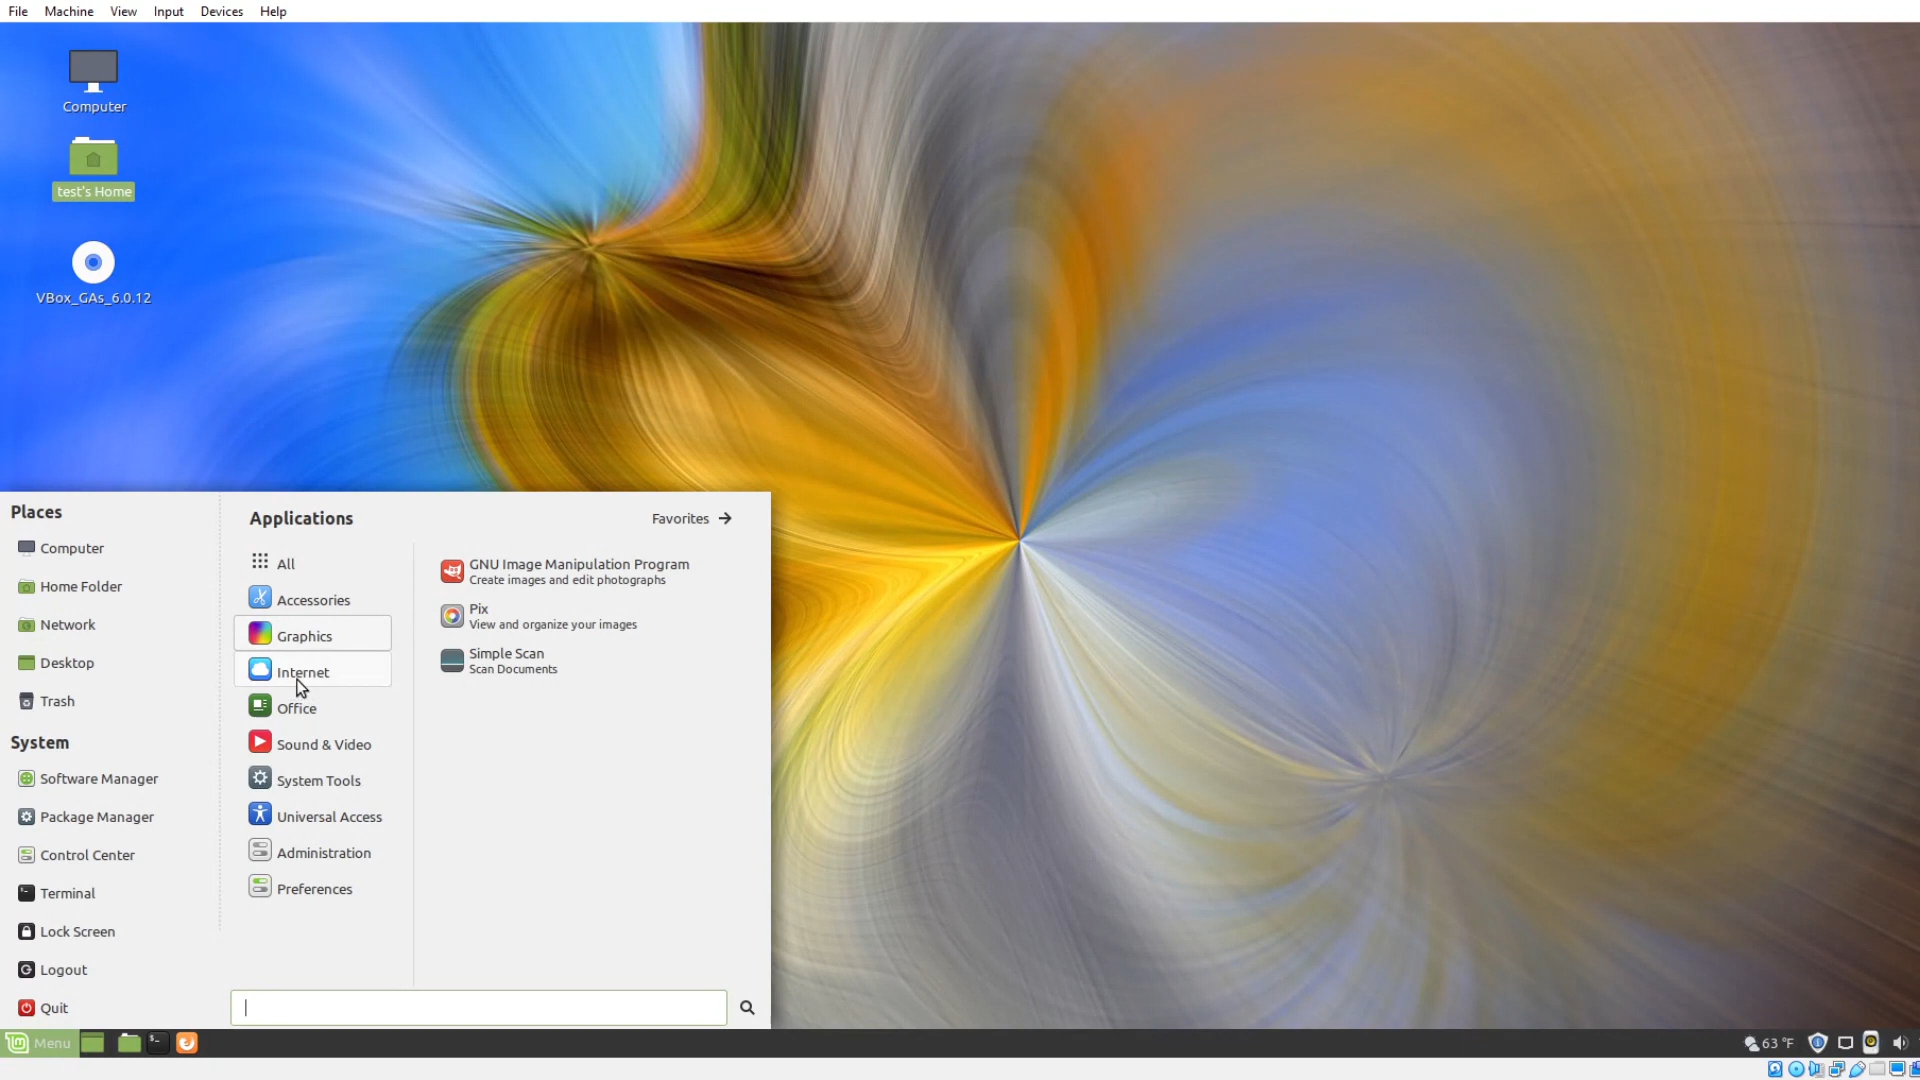 File Machine View Input Devices Help
Computer
test's Home
VBox_GAs_6.0.12
Places
Computer
Home Folder
Network
Desktop
Trash
System
Software Manager
Package Manager
Control Center
Terminal
Lock Screen
Logout
Quit
Applications
Favorites
All
Accessories
Graphics
Internet
Office
Sound & Video
System Tools
Universal Access
Administration
Preferences
GNU Image Manipulation Program
Create images and edit photographs
Pix
View and organize your images
Simple Scan
Scan Documents
Menu
63 °F